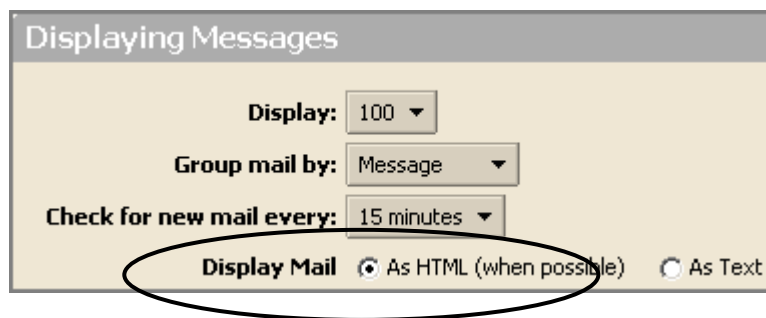 Displaying Messages
Display: 100
Group mail by: Message
Check for new mail every: 15 minutes
Display Mail As HTML (when possible) As Text